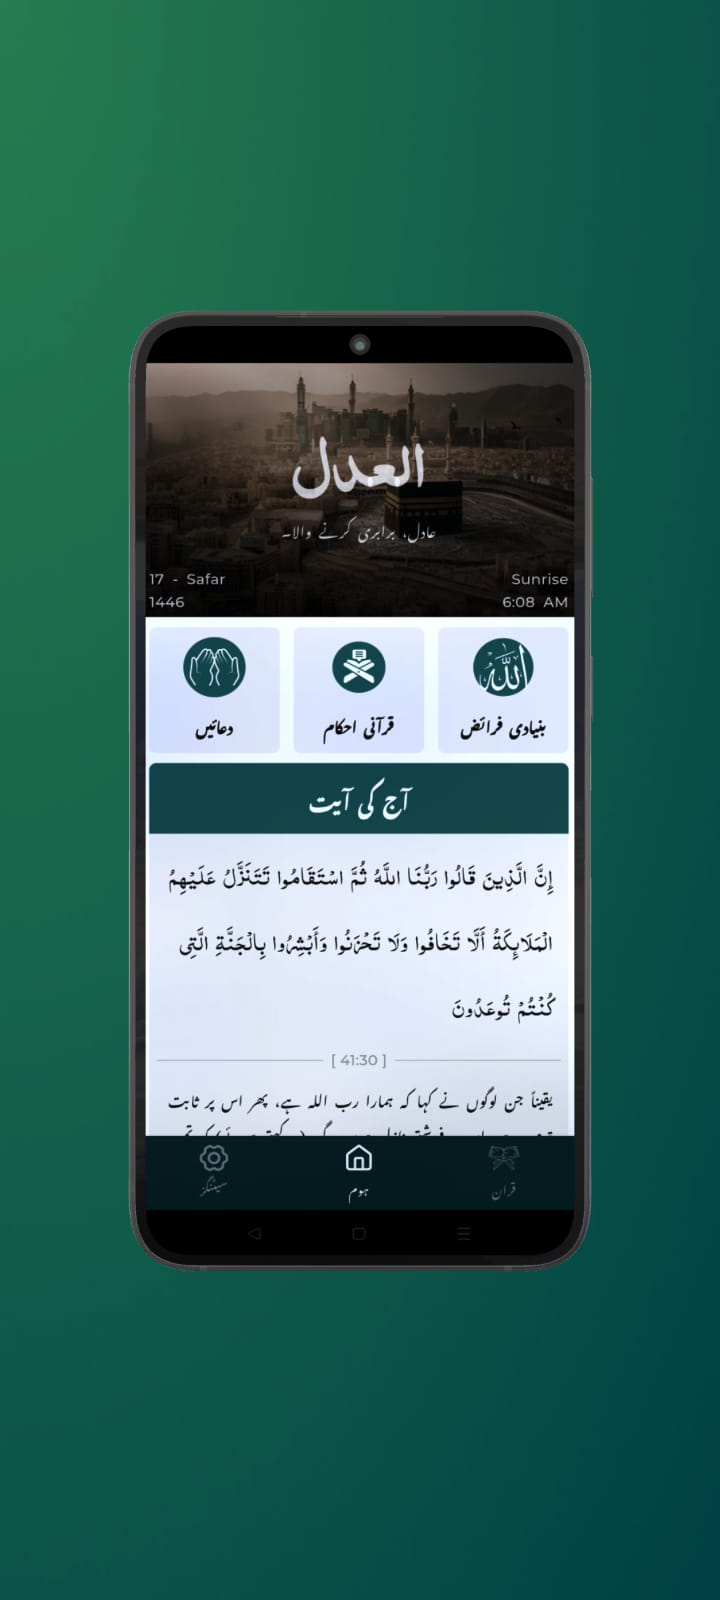 العدل
عادل، برابری کرنے والا۔
17 - Safar
1446
Sunrise
6:08 AM
الله
بنیادی فرائض
قرآنی احکام
دعائیں
آج کی آیت
إِنَّ الَّذِينَ قَالُوا رَبُّنَا اللَّهُ ثُمَّ اسْتَقَامُوا تَتَنَزَّلُ عَلَيْهِمُ
الْمَلَائِكَةُ أَلَّا تَخَافُوا وَلَا تَحْزَنُوا وَأَبْشِرُوا بِالْجَنَّةِ الَّتِي
كُنْتُمْ تُوعَدُونَ
[ 41:30 ]
یقیناً جن لوگوں نے کہا کہ ہمارا رب اللہ ہے، پھر اس پر ثابت
قرآن
ہوم
سیٹنگز